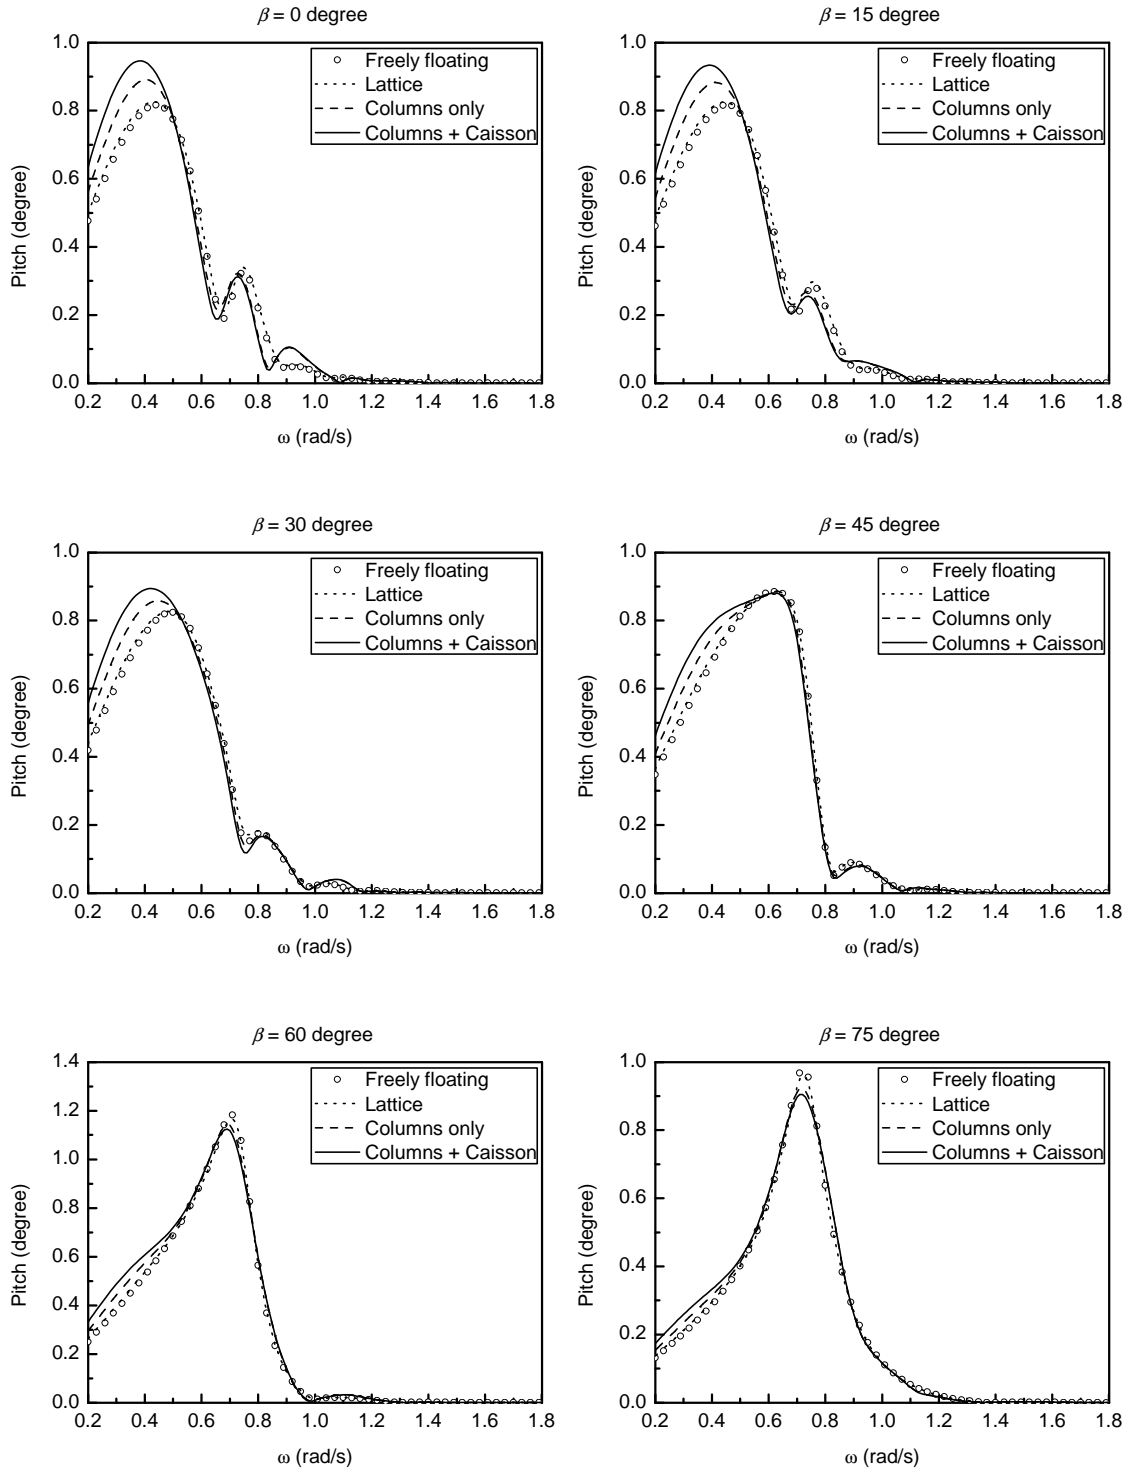 β = 0 degree
Pitch (degree)
1.0
0.8
0.6
0.4
0.2
0.0
Freely floating
Lattice
Columns only
Columns + Caisson
0.2 0.4 0.6 0.8 1.0 1.2 1.4 1.6 1.8
ω (rad/s)
β = 15 degree
Pitch (degree)
1.0
0.8
0.6
0.4
0.2
0.0
Freely floating
Lattice
Columns only
Columns + Caisson
0.2 0.4 0.6 0.8 1.0 1.2 1.4 1.6 1.8
ω (rad/s)
β = 30 degree
Pitch (degree)
1.0
0.8
0.6
0.4
0.2
0.0
Freely floating
Lattice
Columns only
Columns + Caisson
0.2 0.4 0.6 0.8 1.0 1.2 1.4 1.6 1.8
ω (rad/s)
β = 45 degree
Pitch (degree)
1.0
0.8
0.6
0.4
0.2
0.0
Freely floating
Lattice
Columns only
Columns + Caisson
0.2 0.4 0.6 0.8 1.0 1.2 1.4 1.6 1.8
ω (rad/s)
β = 60 degree
Pitch (degree)
1.4
1.2
1.0
0.8
0.6
0.4
0.2
0.0
Freely floating
Lattice
Columns only
Columns + Caisson
0.2 0.4 0.6 0.8 1.0 1.2 1.4 1.6 1.8
ω (rad/s)
β = 75 degree
Pitch (degree)
1.0
0.8
0.6
0.4
0.2
0.0
Freely floating
Lattice
Columns only
Columns + Caisson
0.2 0.4 0.6 0.8 1.0 1.2 1.4 1.6 1.8
ω (rad/s)